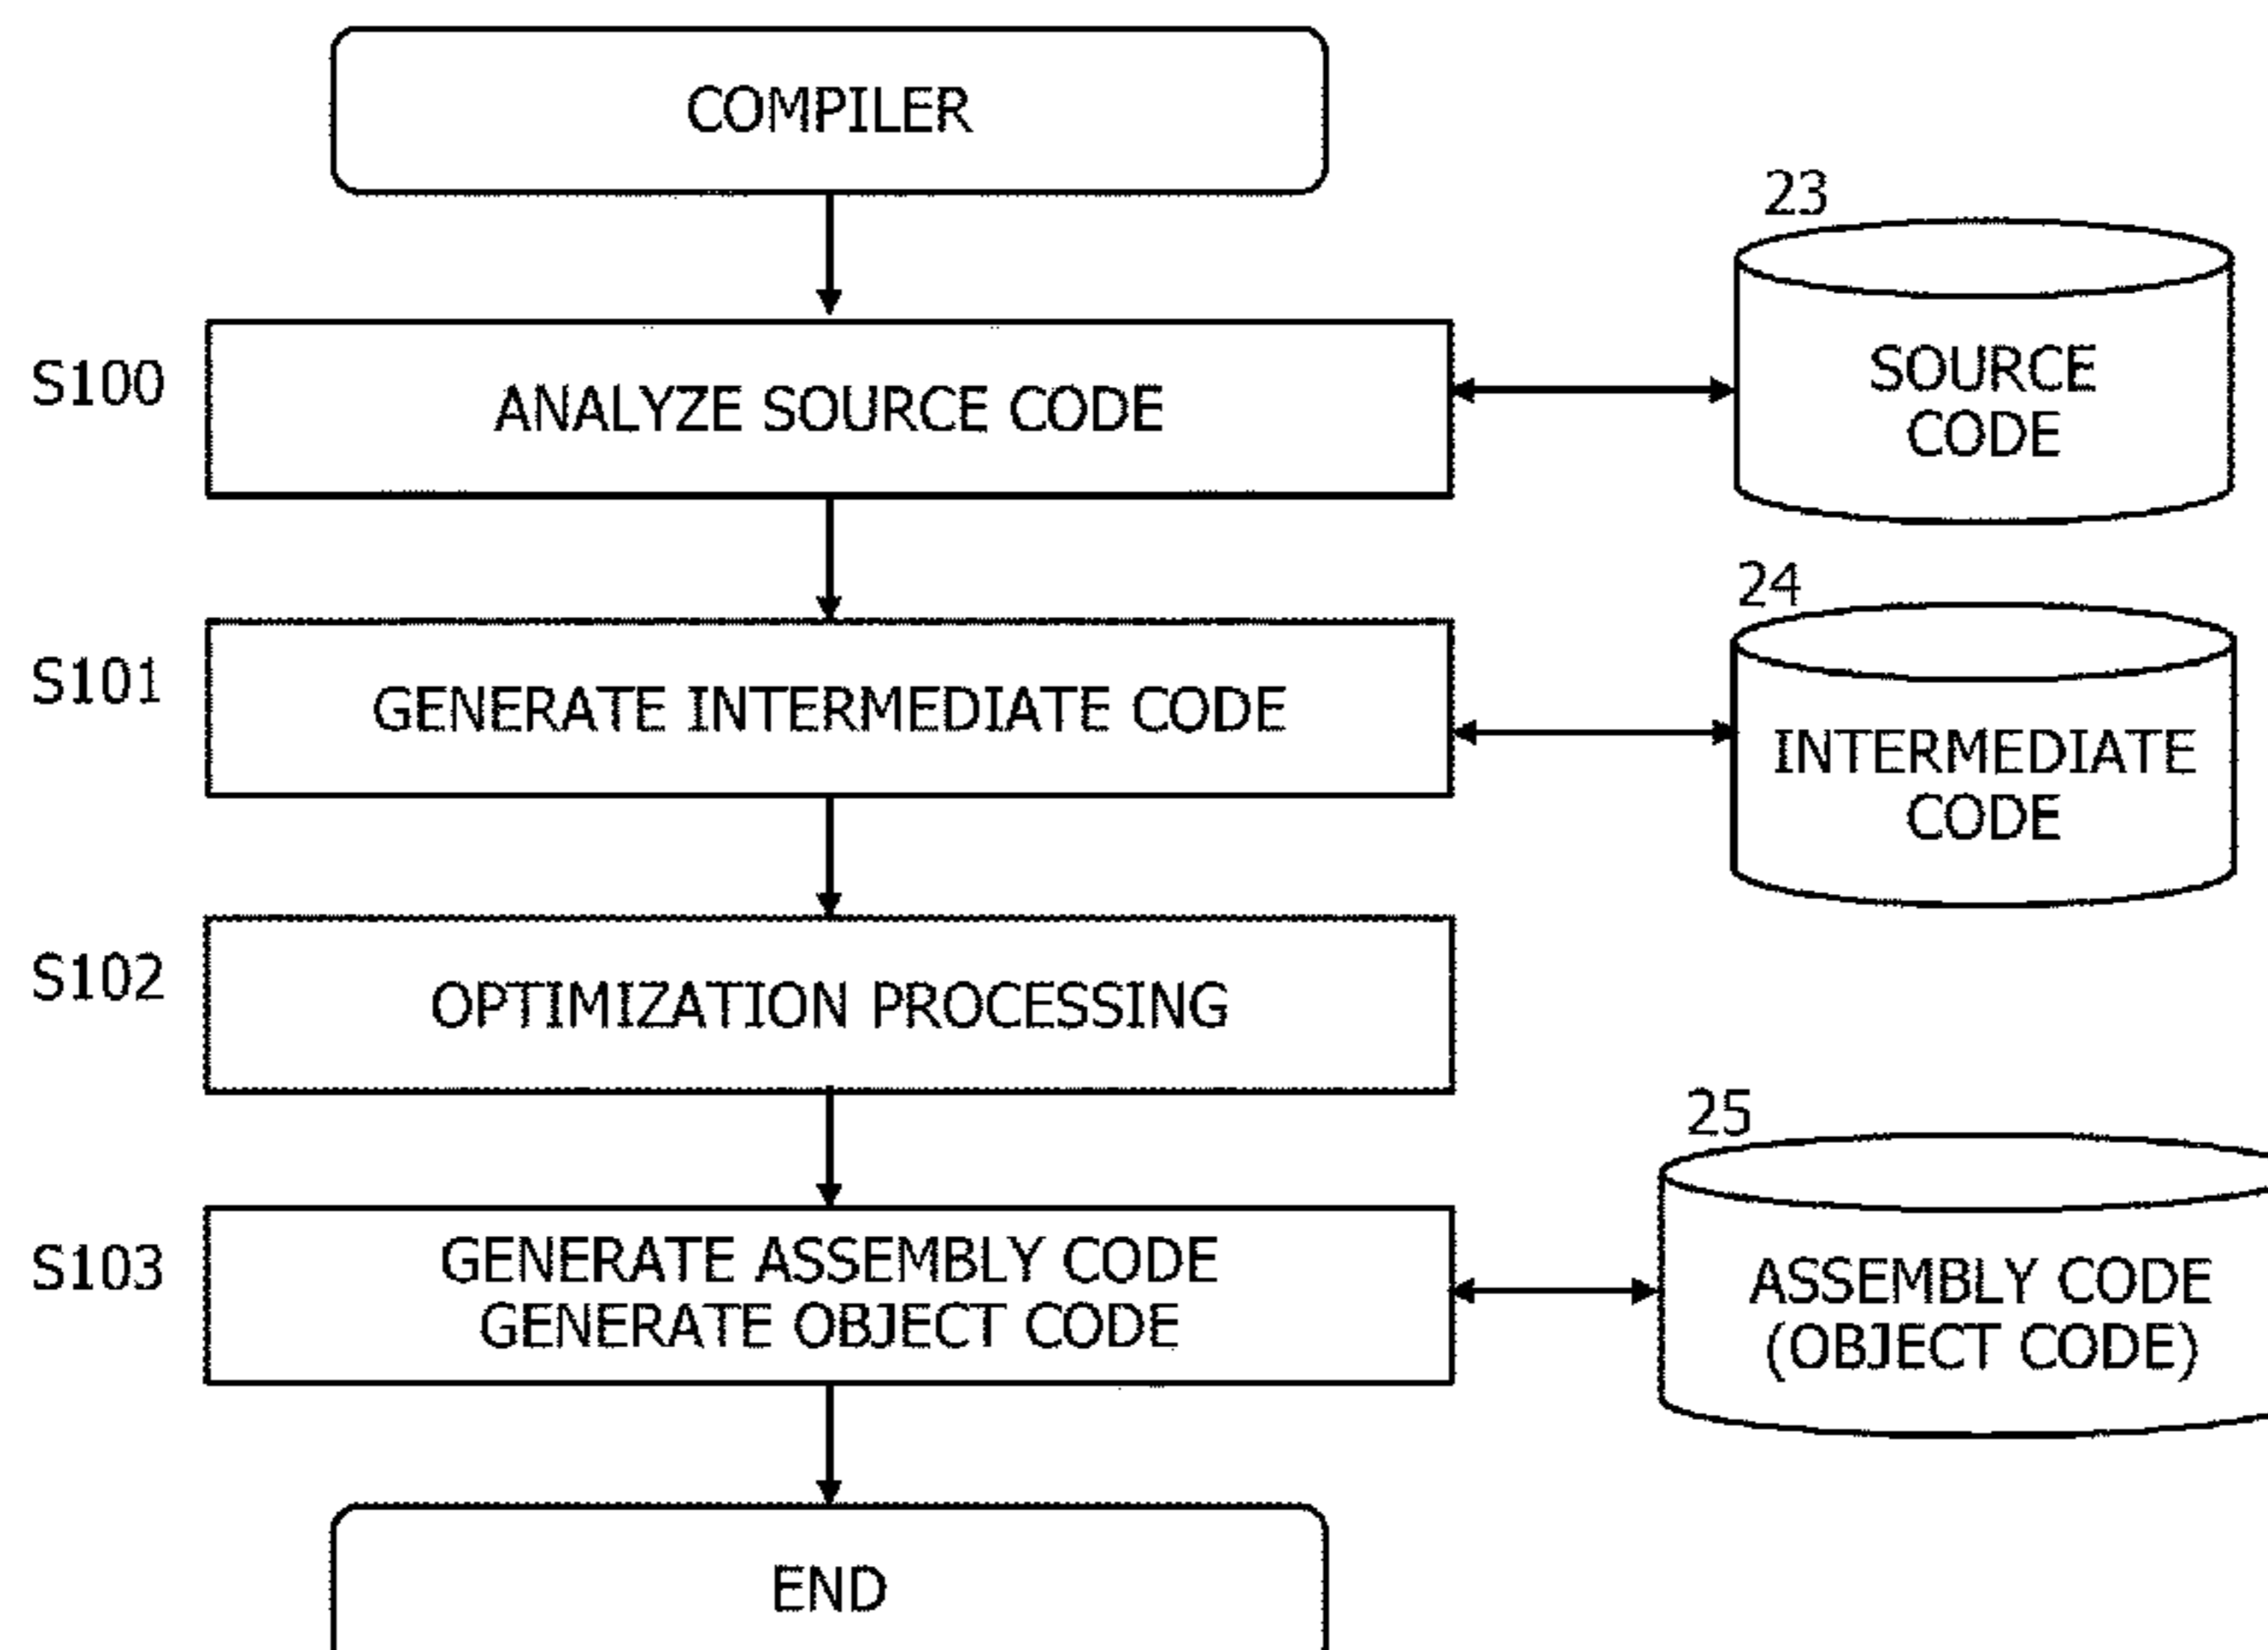 COMPILER
23
S100
ANALYZE SOURCE CODE
SOURCE
CODE
24
S101
GENERATE INTERMEDIATE CODE
INTERMEDIATE
CODE
S102
OPTIMIZATION PROCESSING
25
S103
GENERATE ASSEMBLY CODE
GENERATE OBJECT CODE
ASSEMBLY CODE
(OBJECT CODE)
END